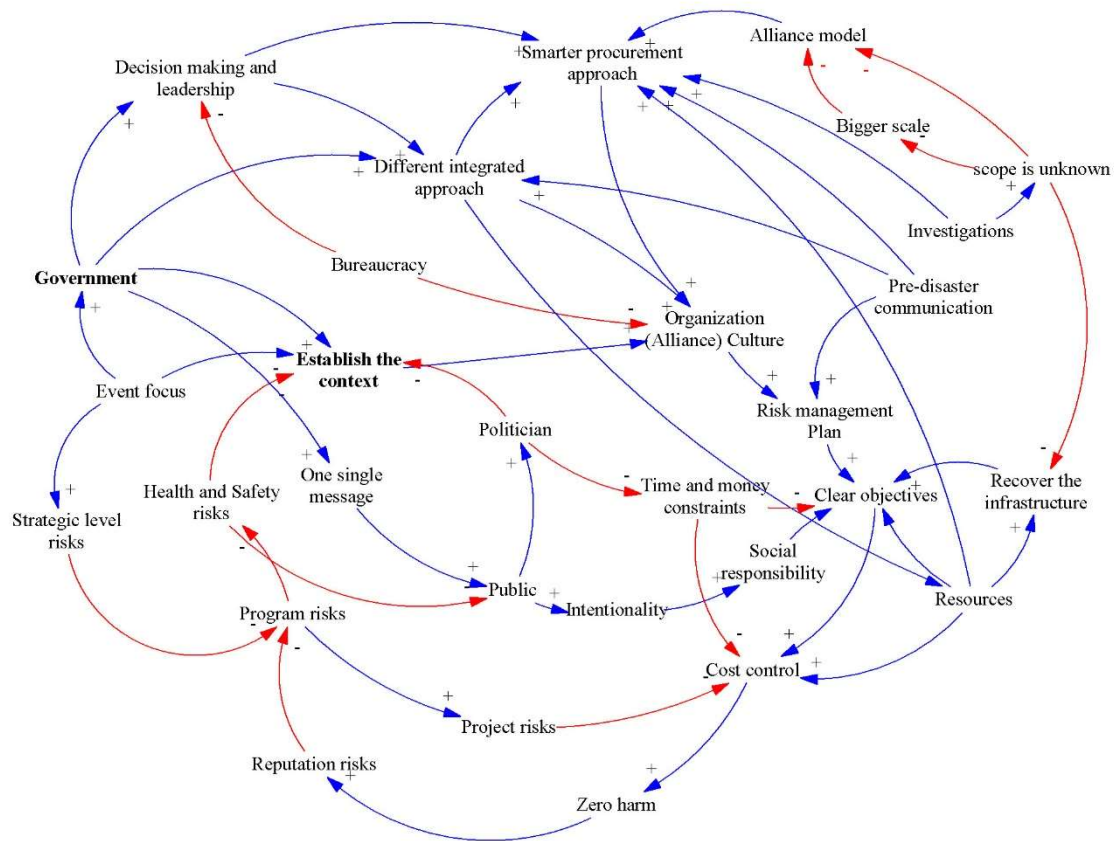 Alliance model
Smarter procurement
approach
Decision making and
leadership
Bigger scale
Different integrated
approach
scope is unknown
Investigations
Bureaucracy
Government
Pre-disaster
communication
Organization
(Alliance) Culture
Establish the
context
Event focus
Risk management
Plan
Politician
One single
message
Health and Safety
risks
Time and money
constraints
Clear objectives
Recover the
infrastructure
Strategic level
risks
Social
responsibility
Public
Intentionality
Resources
Program risks
Cost control
Project risks
Reputation risks
Zero harm